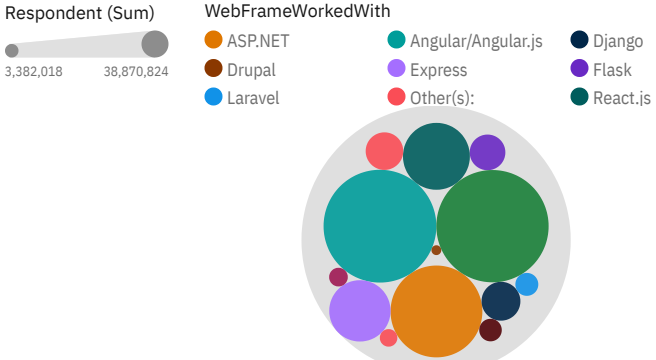 Respondent (Sum)
3,382,018 38,870,824
WebFrameWorkedWith
ASP.NET Angular/Angular.js Django
Drupal Express Flask
Laravel Other(s): React.js